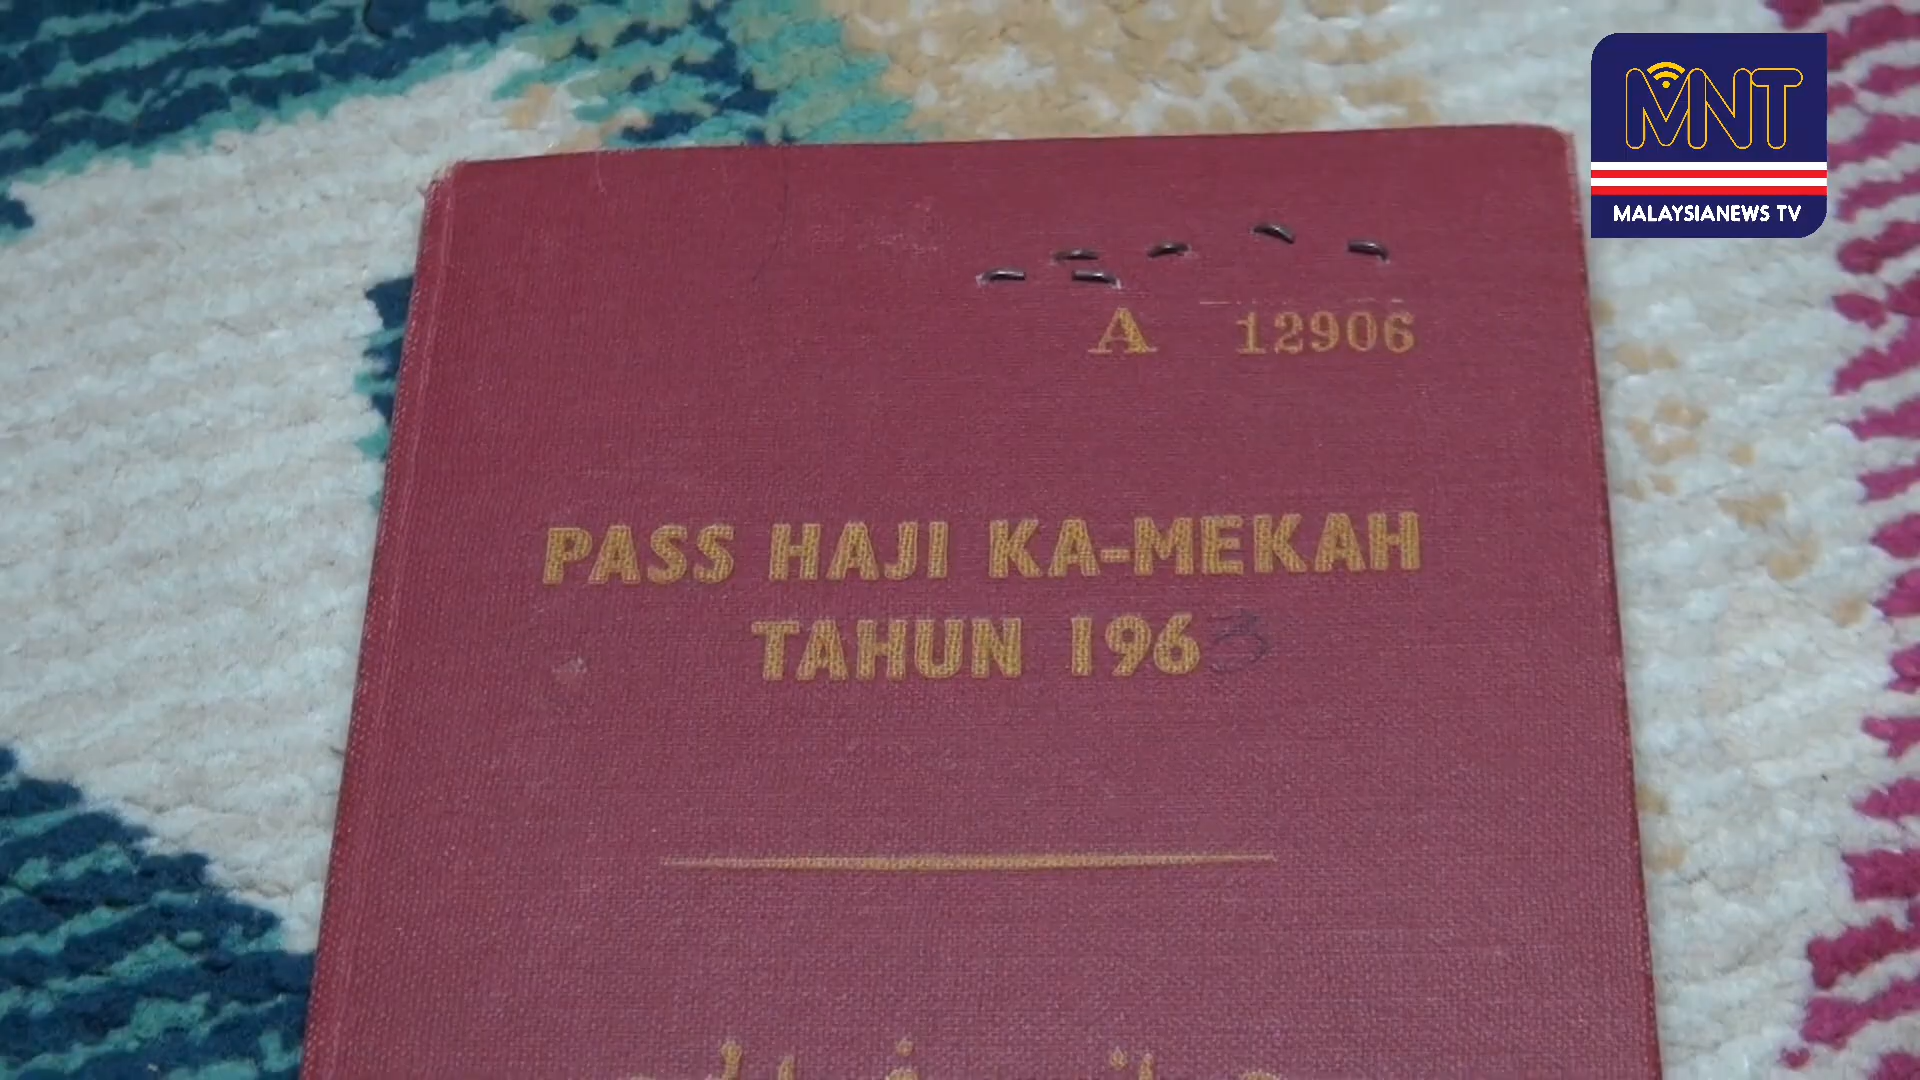 MNT
MALAYSIANEWS TV
A 12906
PASS HAJI KA-MEKAH
TAHUN 1963